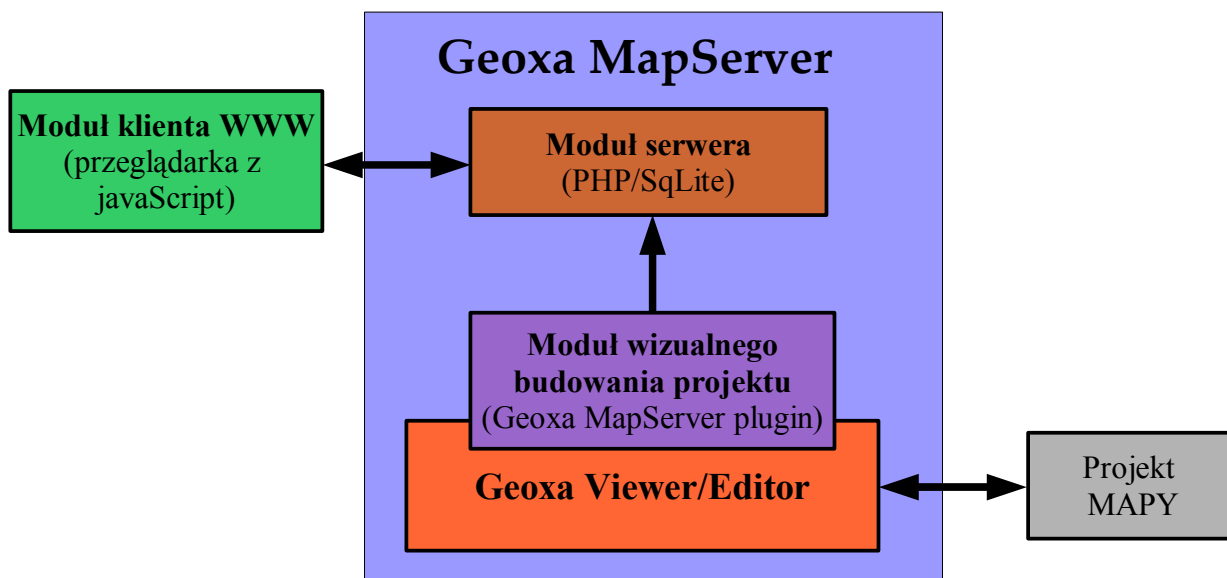 Geoxa MapServer
Moduł klienta WWW
(przeglądarka z
javaScript)
Moduł serwera
(PHP/SqLite)
Moduł wizualnego
budowania projektu
(Geoxa MapServer plugin)
Geoxa Viewer/Editor
Projekt
MAPY